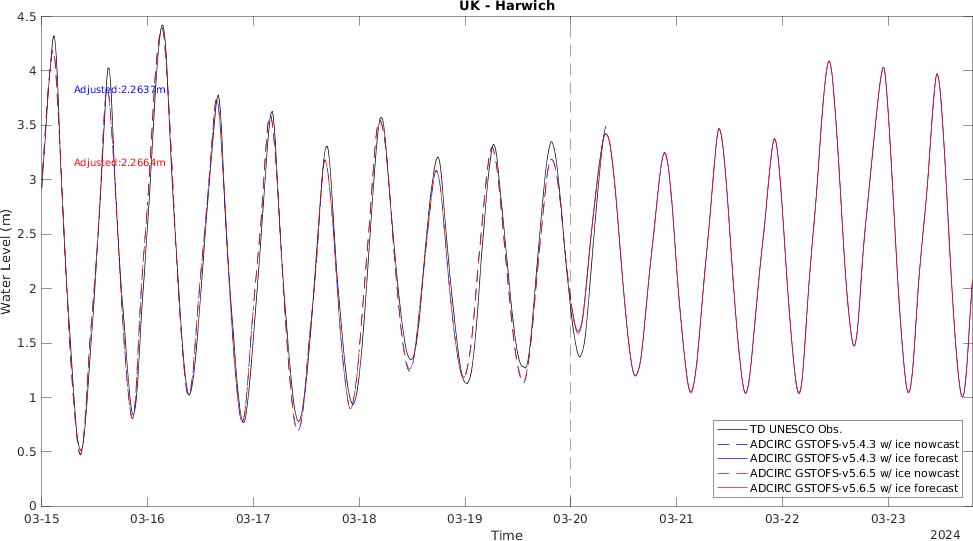 UK - Harwich
4.5
4
3.5
3
2.5
2
1.5
1
0.5
0
Water Level (m)
Adjusted:2.2637m
Adjusted:2.2664m
TD UNESCO Obs.
ADCIRC GSTOFS-v5.4.3 w/ ice nowcast
ADCIRC GSTOFS-v5.4.3 w/ ice forecast
ADCIRC GSTOFS-v5.6.5 w/ ice nowcast
ADCIRC GSTOFS-v5.6.5 w/ ice forecast
03-15 03-16 03-17 03-18 03-19 03-20 03-21 03-22 03-23
Time
2024